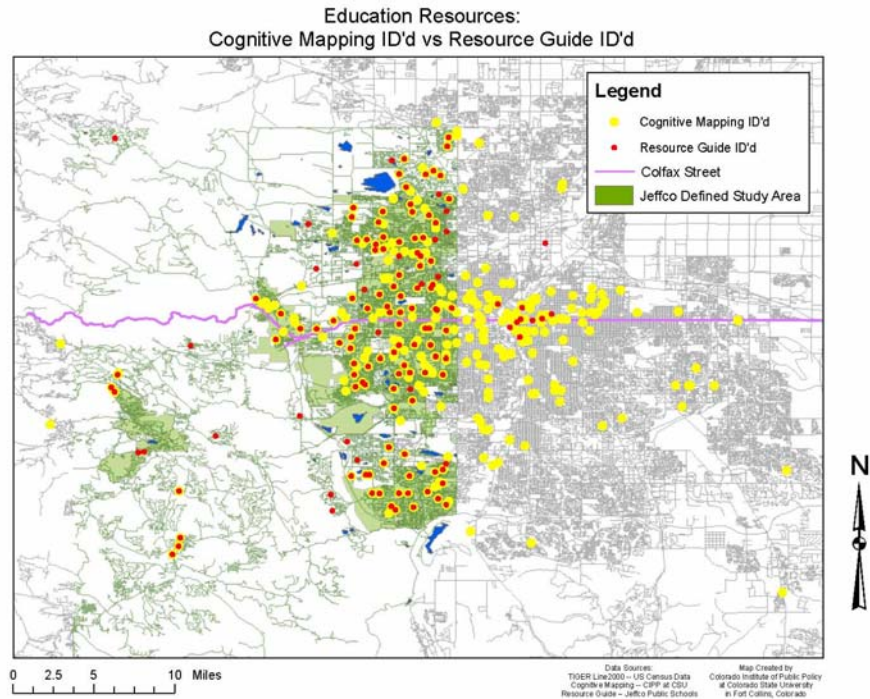 Education Resources:
Cognitive Mapping ID'd vs Resource Guide ID'd
Legend
Cognitive Mapping ID'd
Resource Guide ID'd
Colfax Street
Jeffco Defined Study Area
N
0 2.5 5 10 Miles
Data Sources:
TIGER Line2000 -- US Census Data
Cognitive Mapping -- CIPP at CSU
Resource Guide -- Jeffco Public Schools
Map Created by
Colorado Institute of Public Policy
at Colorado State University
in Fort Collins, Colorado